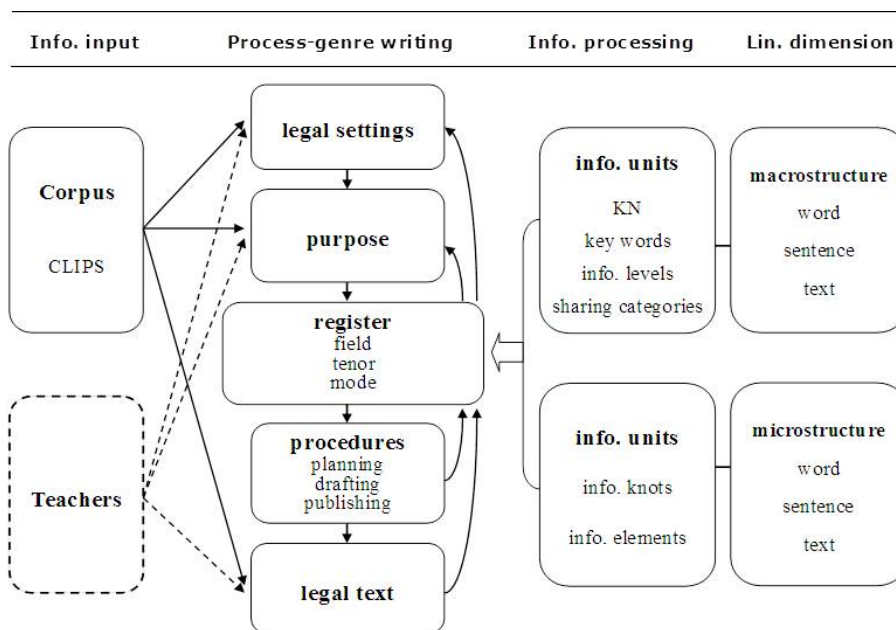 Info. input
Process-genre writing
Info. processing
Lin. dimension
Corpus
CLIPS
Teachers
legal settings
purpose
register
field
tenor
mode
procedures
planning
drafting
publishing
legal text
info. units
KN
key words
info. levels
sharing categories
info. units
info. knots
info. elements
macrostructure
word
sentence
text
microstructure
word
sentence
text